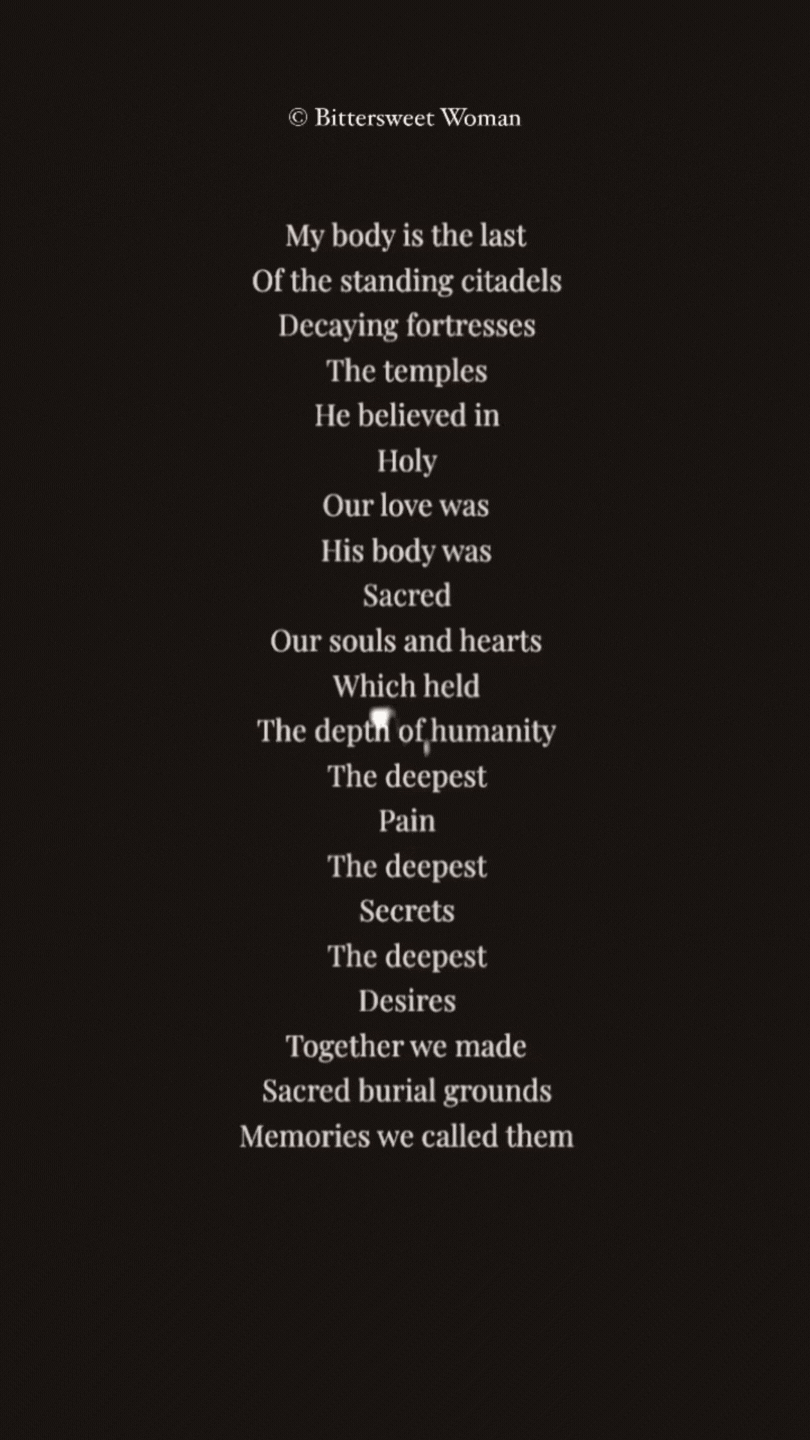 © Bittersweet Woman
My body is the last
Of the standing citadels
Decaying fortresses
The temples
He believed in
Holy
Our love was
His body was
Sacred
Our souls and hearts
Which held
The depth of humanity
The deepest
Pain
The deepest
Secrets
The deepest
Desires
Together we made
Sacred burial grounds
Memories we called them